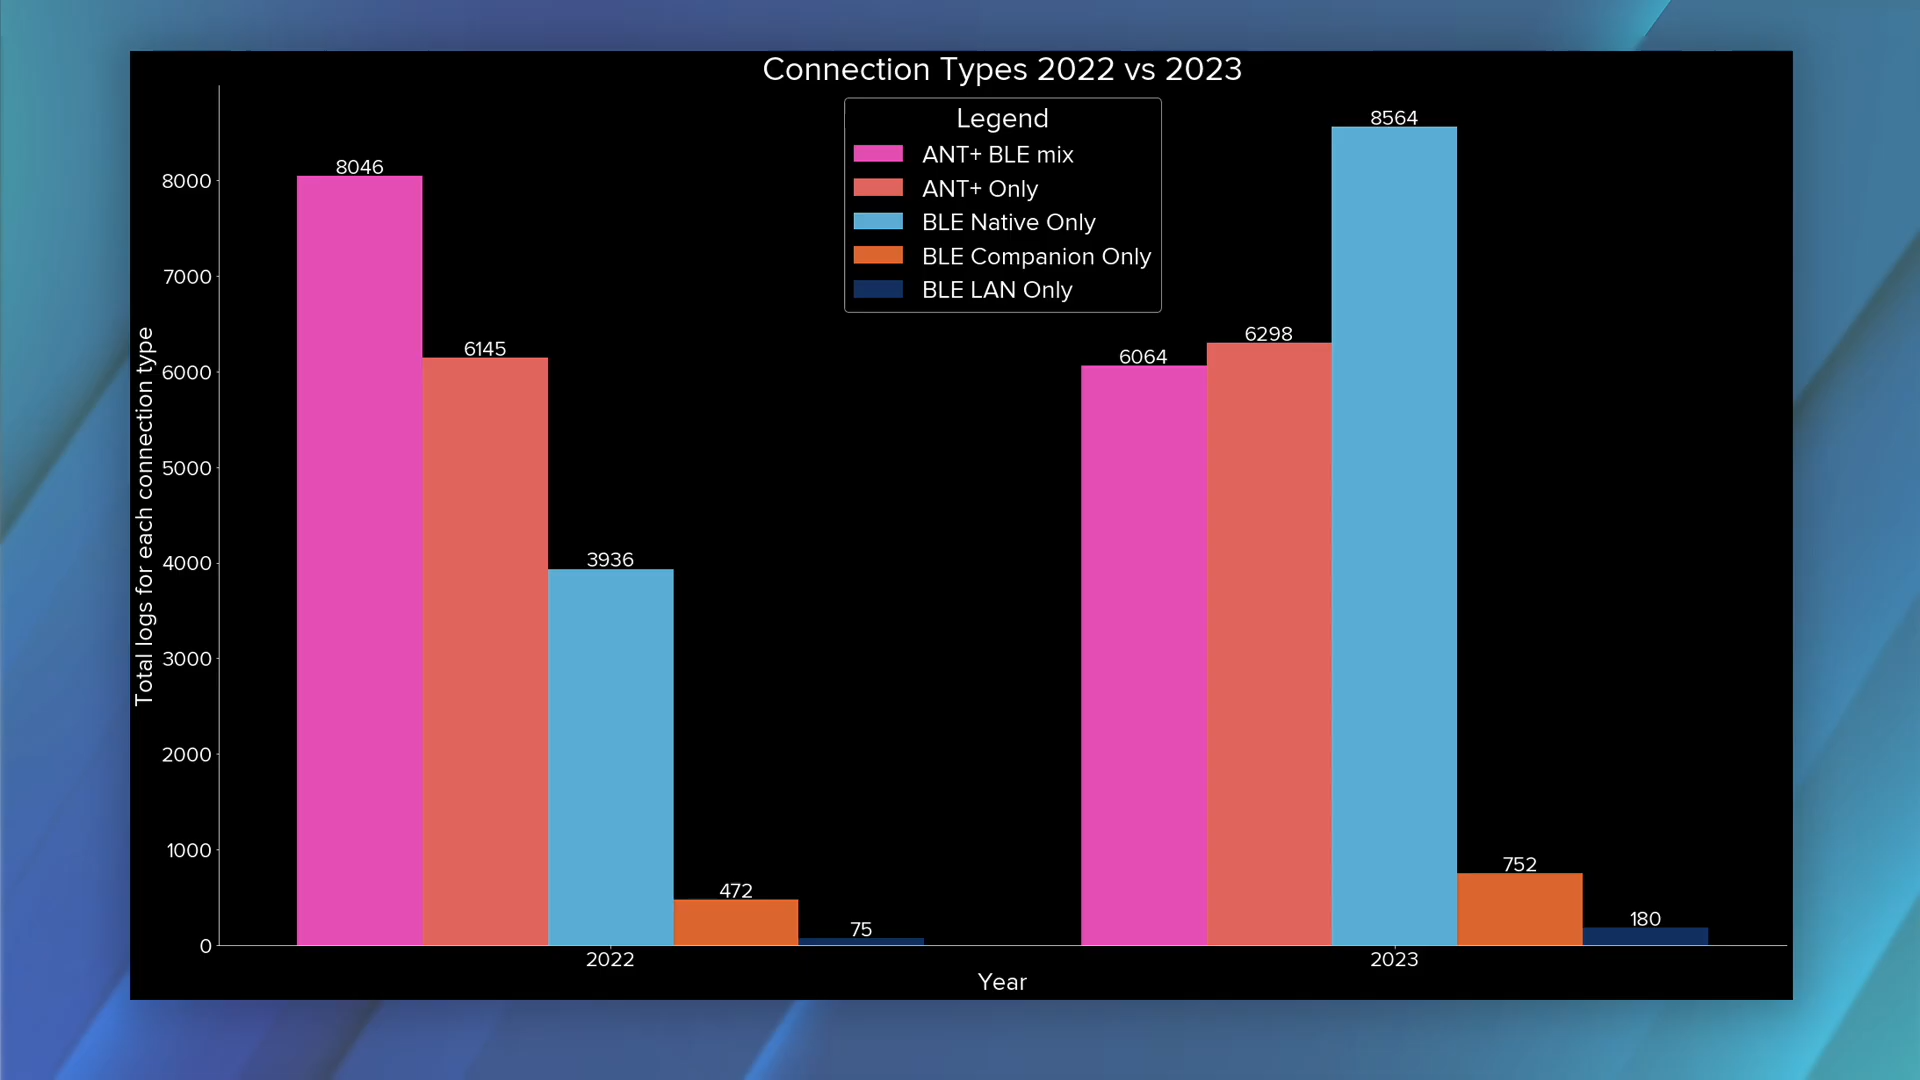 Connection Types 2022 vs 2023
Legend
ANT+ BLE mix
ANT+ Only
BLE Native Only
BLE Companion Only
BLE LAN Only
Total logs for each connection type
8000
7000
6000
5000
4000
3000
2000
1000
0
8046
6145
3936
472
75
6064
6298
8564
752
180
2022
2023
Year